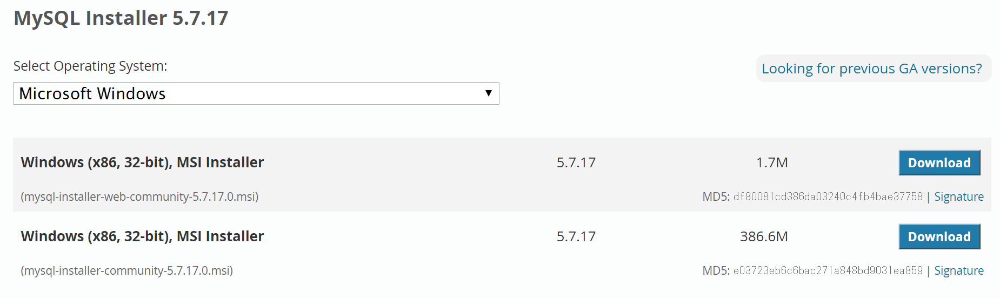 MySQL Installer 5.7.17
Select Operating System:
Looking for previous GA versions?
Microsoft Windows
Windows (x86, 32-bit), MSI Installer 5.7.17 1.7M Download
(mysql-installer-web-community-5.7.17.0.msi) MD5: df80081cd386da03240c4fb4bae37758 | Signature
Windows (x86, 32-bit), MSI Installer 5.7.17 386.6M Download
(mysql-installer-community-5.7.17.0.msi) MD5: e03723eb6c6bac271a848bd9031ea859 | Signature